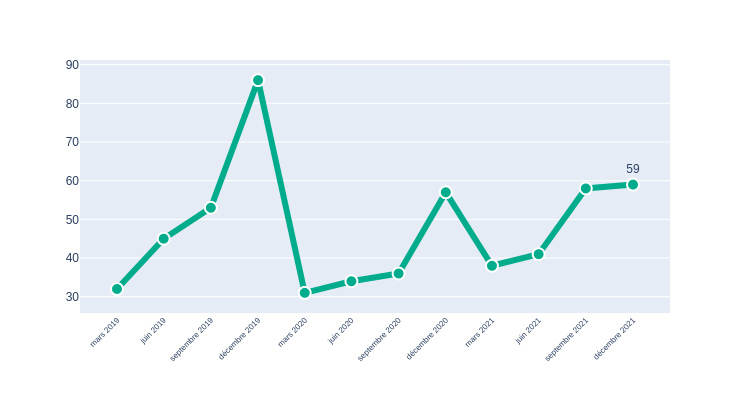 90
80
70
60
50
40
30
59
mars 2019
juin 2019
septembre 2019
décembre 2019
mars 2020
juin 2020
septembre 2020
décembre 2020
mars 2021
juin 2021
septembre 2021
décembre 2021